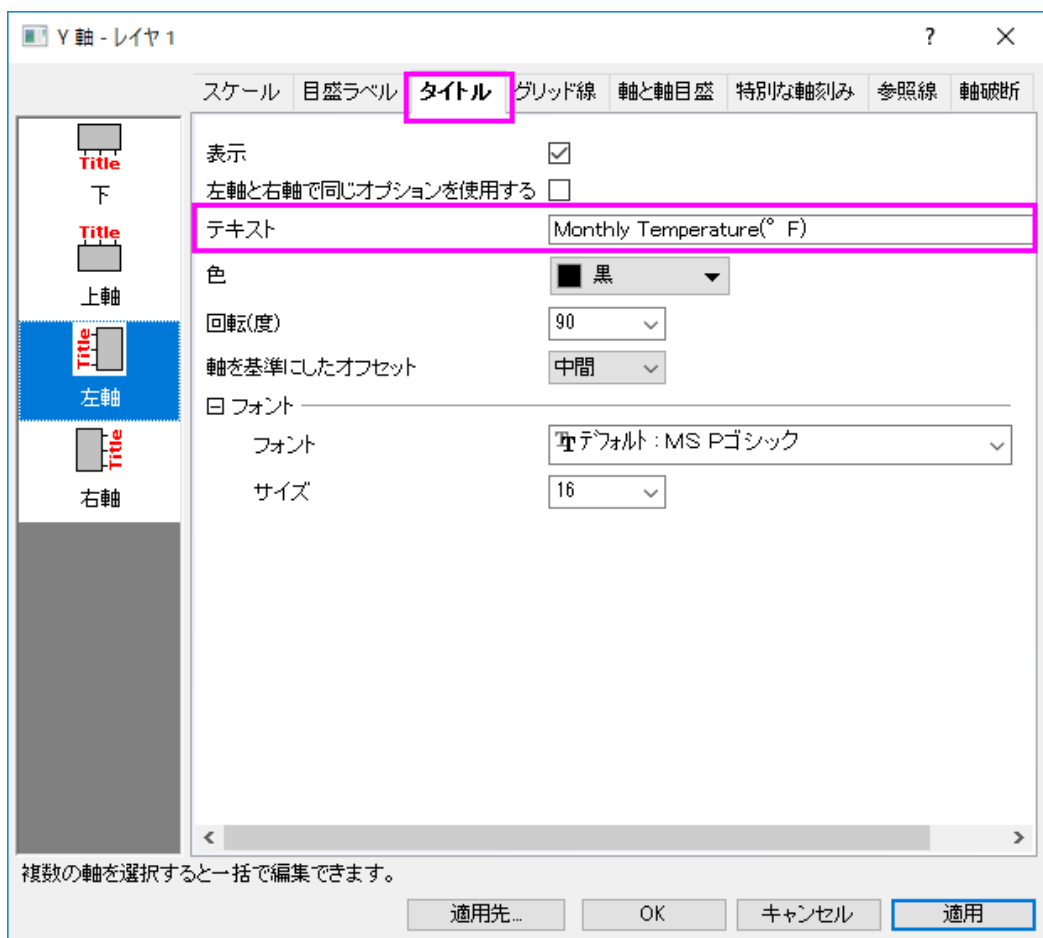 Y 軸 - レイヤ 1
スケール 目盛ラベル タイトル グリッド線 軸と軸目盛 特別な軸刻み 参照線 軸破断
Title
下
Title
上軸
Title
左軸
Title
右軸
表示
左軸と右軸で同じオプションを使用する
テキスト Monthly Temperature(°F)
色 黒
回転(度) 90
軸を基準にしたオフセット 中間
フォント
フォント デフォルト : MS Pゴシック
サイズ 16
複数の軸を選択すると一括で編集できます。
適用先... OK キャンセル 適用